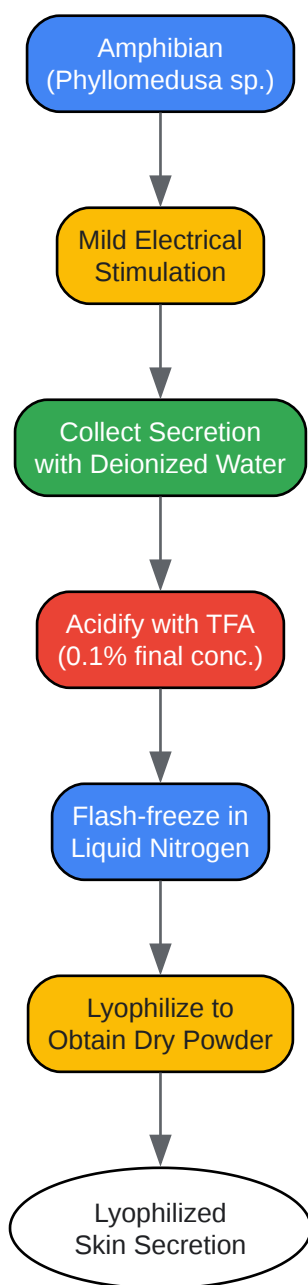 Amphibian
(Phyllomedusa sp.)
Mild Electrical
Stimulation
Collect Secretion
with Deionized Water
Acidify with TFA
(0.1% final conc.)
Flash-freeze in
Liquid Nitrogen
Lyophilize to
Obtain Dry Powder
Lyophilized
Skin Secretion